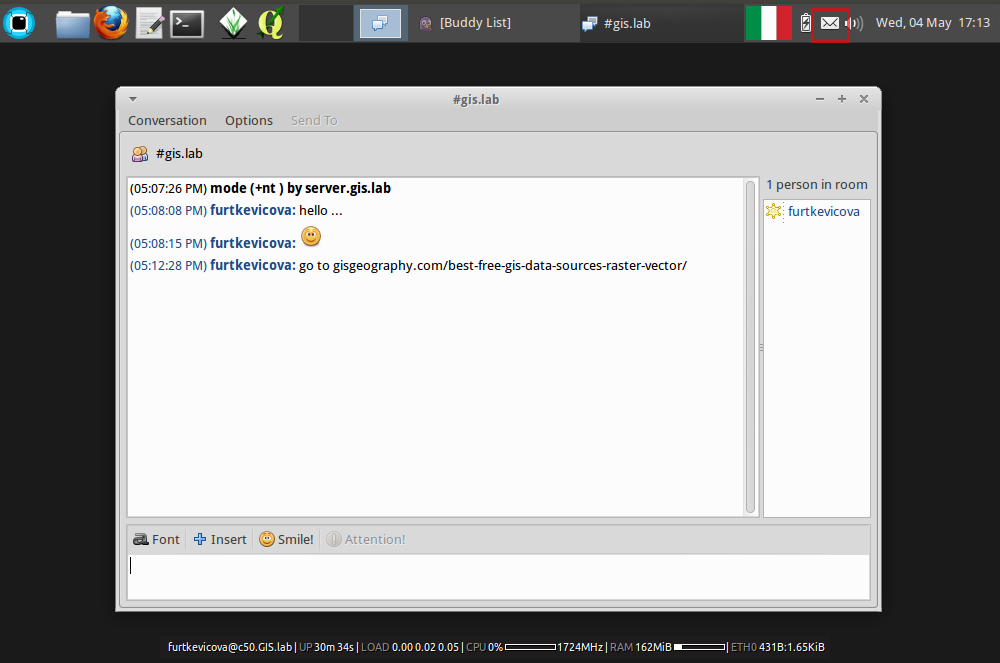 [Buddy List] #gis.lab Wed, 04 May 17:13
#gis.lab
Conversation Options Send To
#gis.lab
1 person in room
furtkevicova
(05:07:26 PM) mode (+nt ) by server.gis.lab
(05:08:08 PM) furtkevicova: hello ...
(05:08:15 PM) furtkevicova:
(05:12:28 PM) furtkevicova: go to gisgeography.com/best-free-gis-data-sources-raster-vector/
Font Insert Smile! Attention!
furtkevicova@c50.GIS.lab | UP 30m 34s | LOAD 0.00 0.02 0.05 | CPU 0% 1724MHz | RAM 162MiB | ETH0 431B:1.65KiB